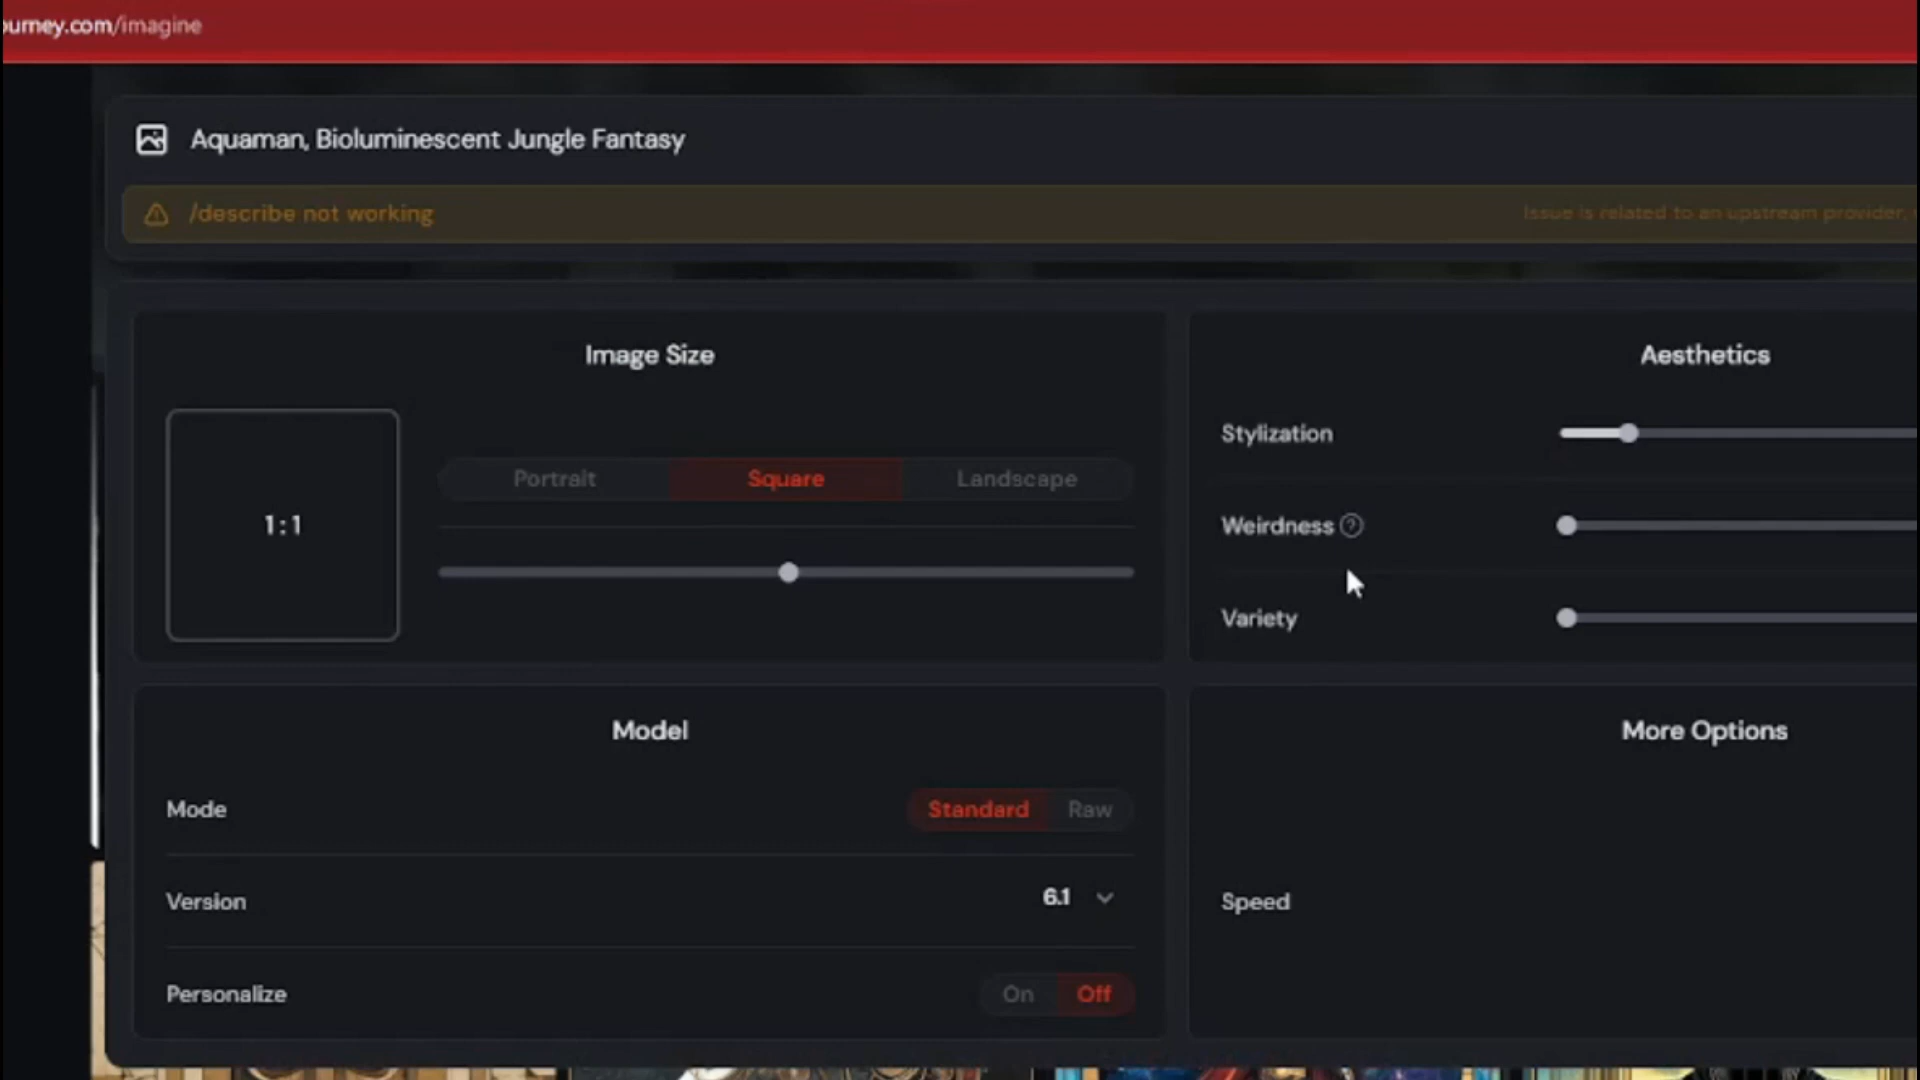 ourney.com/imagine
Aquaman, Bioluminescent Jungle Fantasy
/describe not working
Issue is related to an upstream provider,
Image Size
1:1
Portrait Square Landscape
Aesthetics
Stylization
Weirdness ?
Variety
Model
Mode
Standard Raw
Version
6.1
Personalize
On Off
More Options
Speed